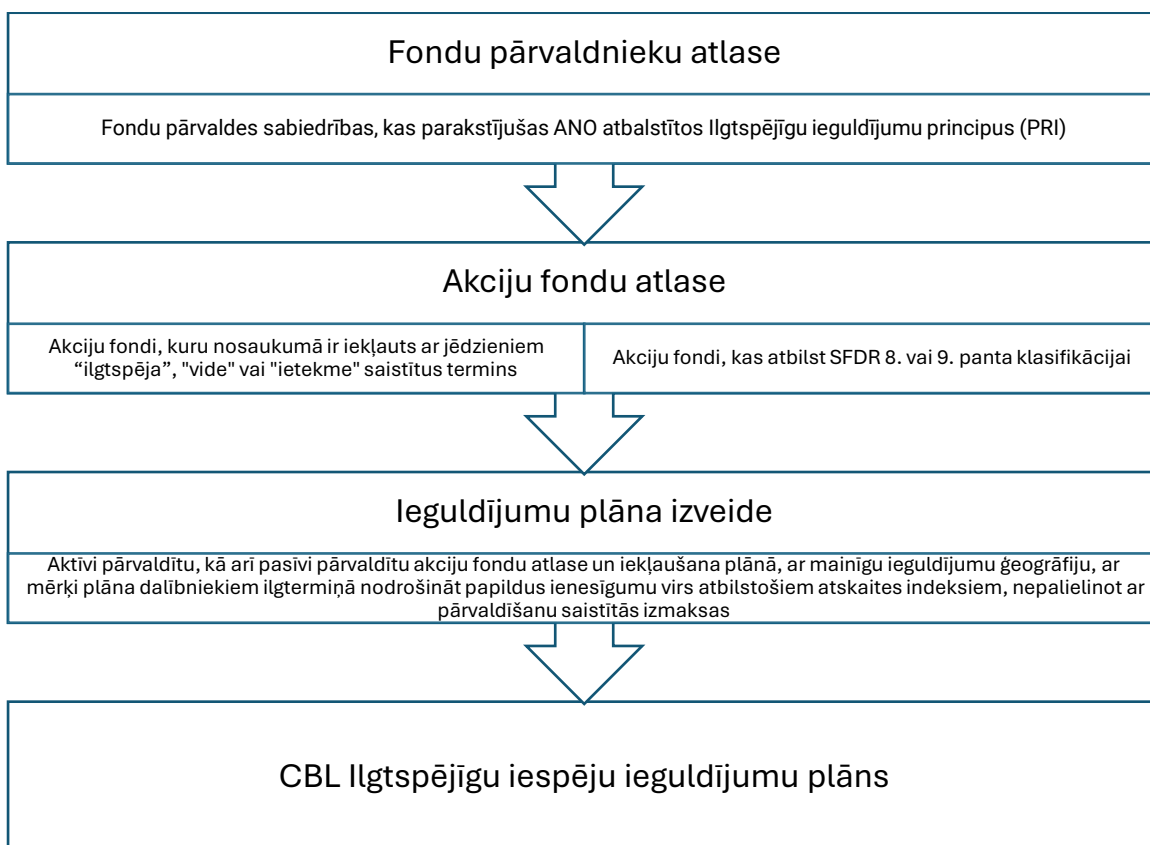 Fondu pārvaldnieku atlase
Fondu pārvaldes sabiedrības, kas parakstījušas ANO atbalstītos Ilgtspējīgu ieguldījumu principus (PRI)
Akciju fondu atlase
Akciju fondi, kuru nosaukumā ir iekļauts ar jēdzieniem
“ilgtspēja”, "vide" vai "ietekme" saistītus termins
Akciju fondi, kas atbilst SFDR 8. vai 9. panta klasifikācijai
Ieguldījumu plāna izveide
Aktīvi pārvaldītu, kā arī pasīvi pārvaldītu akciju fondu atlase un iekļaušana plānā, ar mainīgu ieguldījumu ģeogrāfiju, ar
mērķi plāna dalībniekiem ilgtermiņā nodrošināt papildus ienesīgumu virs atbilstošiem atskaites indeksiem, nepalielinot ar
pārvaldīšanu saistītās izmaksas
CBL Ilgtspējīgu iespēju ieguldījumu plāns